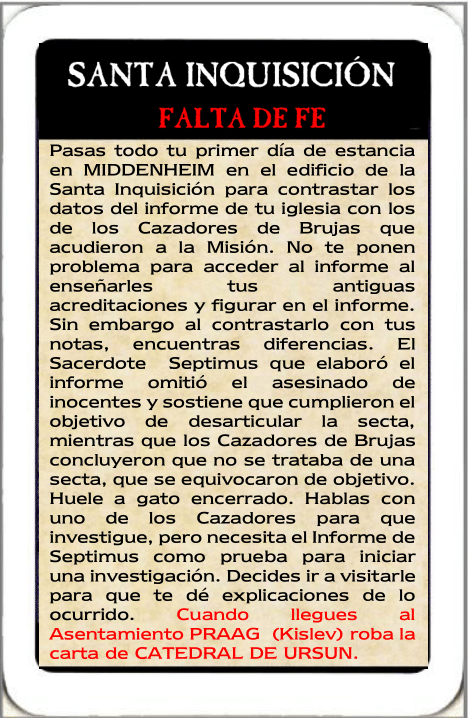 SANTA INQUISICIÓN
FALTA DE FE
Pasas todo tu primer día de estancia
en MIDDENHEIM en el edificio de la
Santa Inquisición para contrastar los
datos del informe de tu iglesia con los
de los Cazadores de Brujas que
acudieron a la Misión. No te ponen
problema para acceder al informe al
enseñarles tus antiguas
acreditaciones y figurar en el informe.
Sin embargo al contrastarlo con tus
notas, encuentras diferencias. El
Sacerdote Septimus que elaboró el
informe omitió el asesinado de
inocentes y sostiene que cumplieron el
objetivo de desarticular la secta,
mientras que los Cazadores de Brujas
concluyeron que no se trataba de una
secta, que se equivocaron de objetivo.
Huele a gato encerrado. Hablas con
uno de los Cazadores para que
investigue, pero necesita el Informe de
Septimus como prueba para iniciar
una investigación. Decides ir a visitarle
para que te dé explicaciones de lo
ocurrido. Cuando llegues al
Asentamiento PRAAG (Kislev) roba la
carta de CATEDRAL DE URSUN.